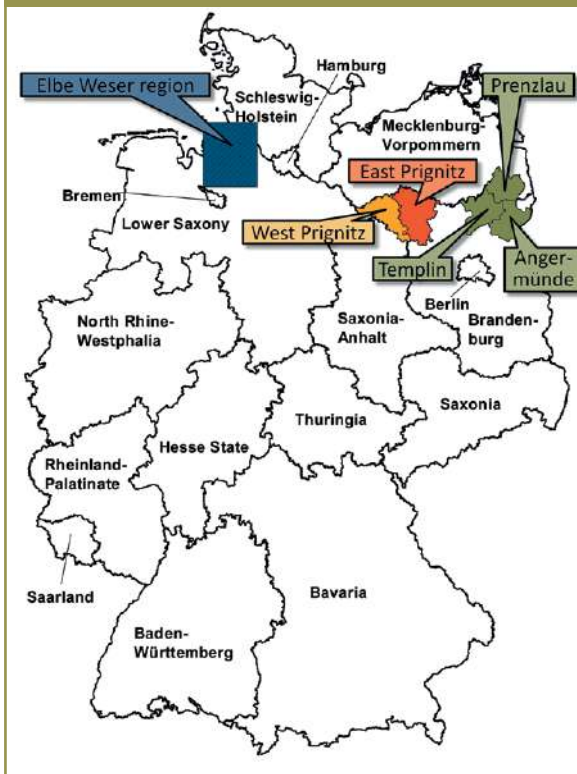 Elbe Weser region
Hamburg
Prenzlau
Schleswig-
Holstein
Mecklenburg-
Vorpommern
East Prignitz
Bremen
Lower Saxony
West Prignitz
Templin
Anger-
münde
Berlin
Branden-
burg
North Rhine-
Westphalia
Saxonia-
Anhalt
Saxonia
Thuringia
Hesse State
Rheinland-
Palatinate
Saarland
Bavaria
Baden-
Württemberg